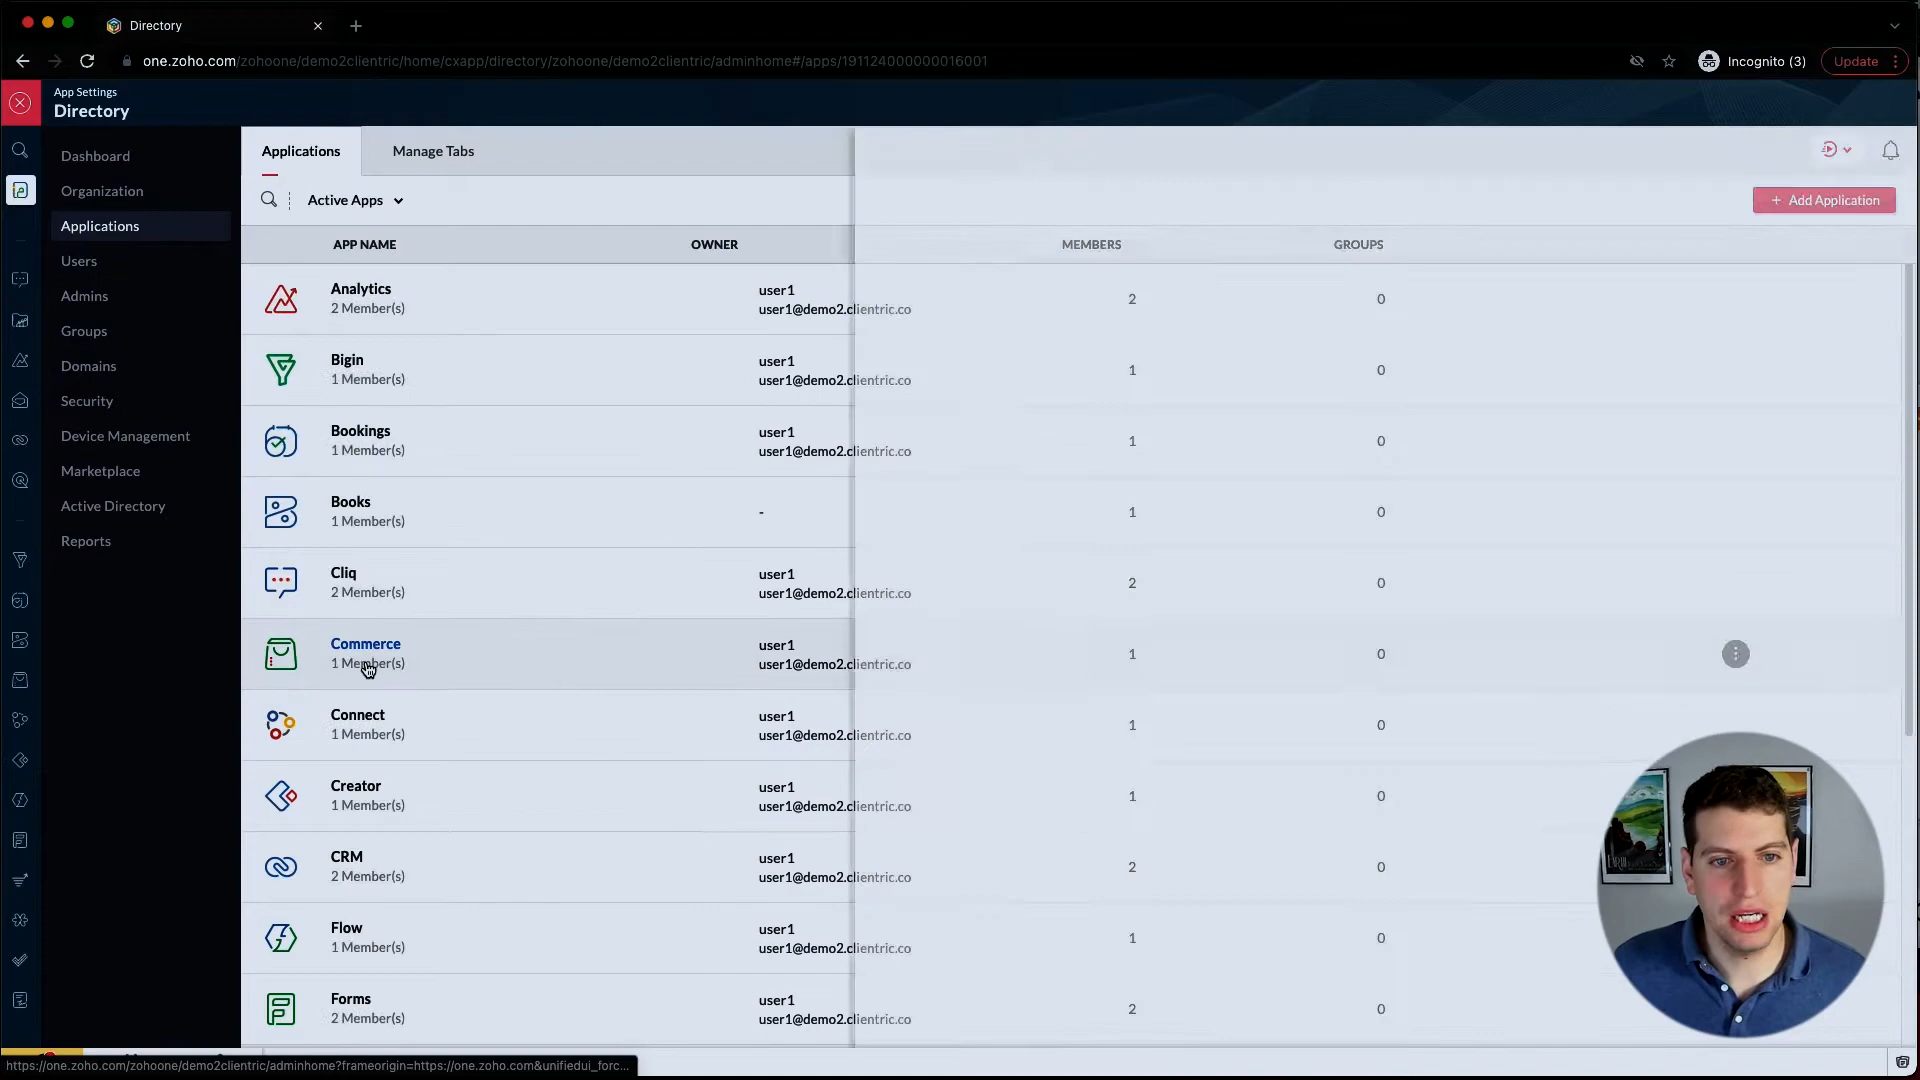 Directory
one.zoho.com/zohoone/demo2clientric/home/cxapp/directory/zohoone/demo2clientric/adminhome#/apps/191124000000016001
Incognito (3)
Update
App Settings
Directory
Dashboard
Organization
Applications
Users
Admins
Groups
Domains
Security
Device Management
Marketplace
Active Directory
Reports
Applications
Manage Tabs
Active Apps
+ Add Application
APP NAME OWNER MEMBERS GROUPS
Analytics
2 Member(s)
user1
user1@demo2.clientric.co
2 0
Bigin
1 Member(s)
user1
user1@demo2.clientric.co
1 0
Bookings
1 Member(s)
user1
user1@demo2.clientric.co
1 0
Books
1 Member(s)
-
1 0
Cliq
2 Member(s)
user1
user1@demo2.clientric.co
2 0
Commerce
1 Member(s)
user1
user1@demo2.clientric.co
1 0
Connect
1 Member(s)
user1
user1@demo2.clientric.co
1 0
Creator
1 Member(s)
user1
user1@demo2.clientric.co
1 0
CRM
2 Member(s)
user1
user1@demo2.clientric.co
2 0
Flow
1 Member(s)
user1
user1@demo2.clientric.co
1 0
Forms
2 Member(s)
user1
user1@demo2.clientric.co
2 0
https://one.zoho.com/zohoone/demo2clientric/adminhome?frameorigin=https://one.zoho.com&unifiedui_forc...